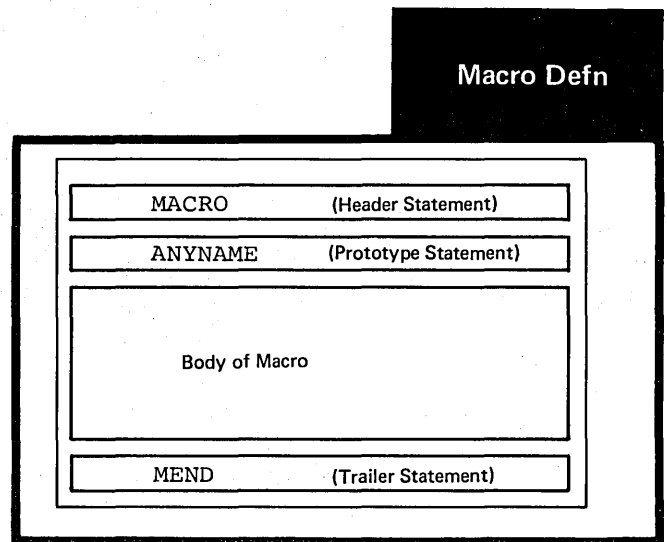 Macro Defn
MACRO (Header Statement)
ANYNAME (Prototype Statement)
Body of Macro
MEND (Trailer Statement)